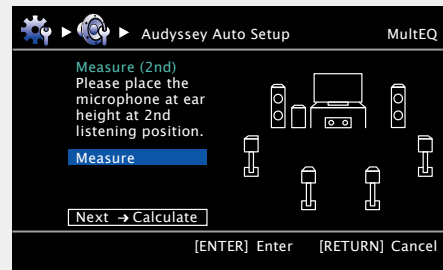 Audyssey Auto Setup MultEQ
Measure (2nd)
Please place the
microphone at ear
height at 2nd
listening position.
Measure
Next → Calculate
[ENTER] Enter [RETURN] Cancel